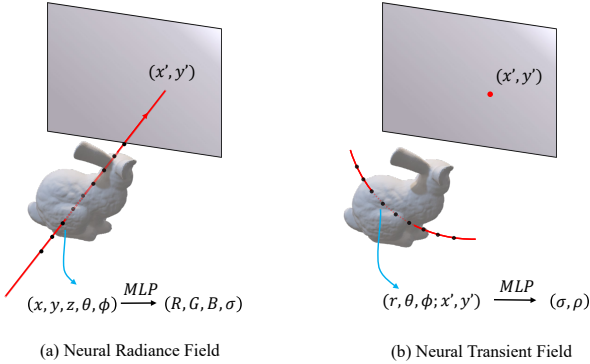 (x', y')
(x', y')
(x, y, z, θ, ϕ) MLP (R, G, B, σ)
(r, θ, ϕ; x', y') MLP (σ, ρ)
(a) Neural Radiance Field
(b) Neural Transient Field